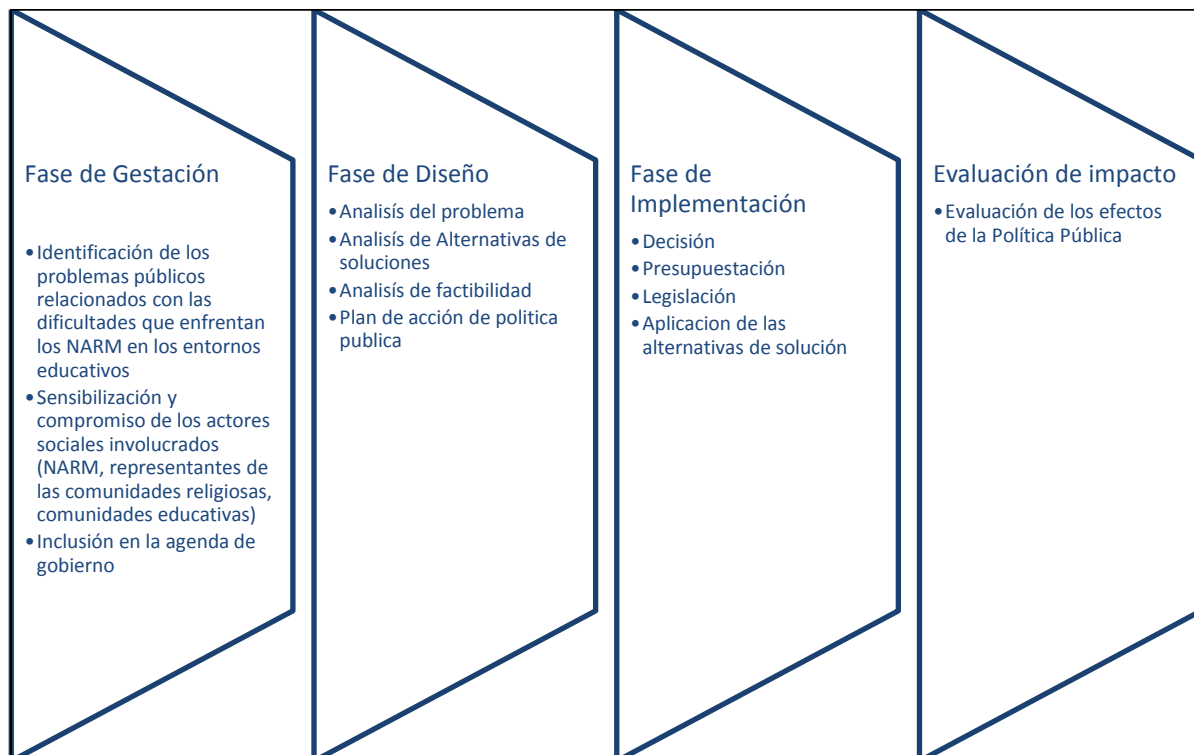 Fase de Gestación
•Identificación de los
problemas públicos
relacionados con las
dificultades que enfrentan
los NARM en los entornos
educativos
•Sensibilización y
compromiso de los actores
sociales involucrados
(NARM, representantes de
las comunidades religiosas,
comunidades educativas)
•Inclusión en la agenda de
gobierno
Fase de Diseño
•Analisís del problema
•Analisís de Alternativas de
soluciones
•Analisís de factibilidad
•Plan de acción de politica
publica
Fase de
Implementación
•Decisión
•Presupuestación
•Legislación
•Aplicacion de las
alternativas de solución
Evaluación de impacto
•Evaluación de los efectos
de la Política Pública